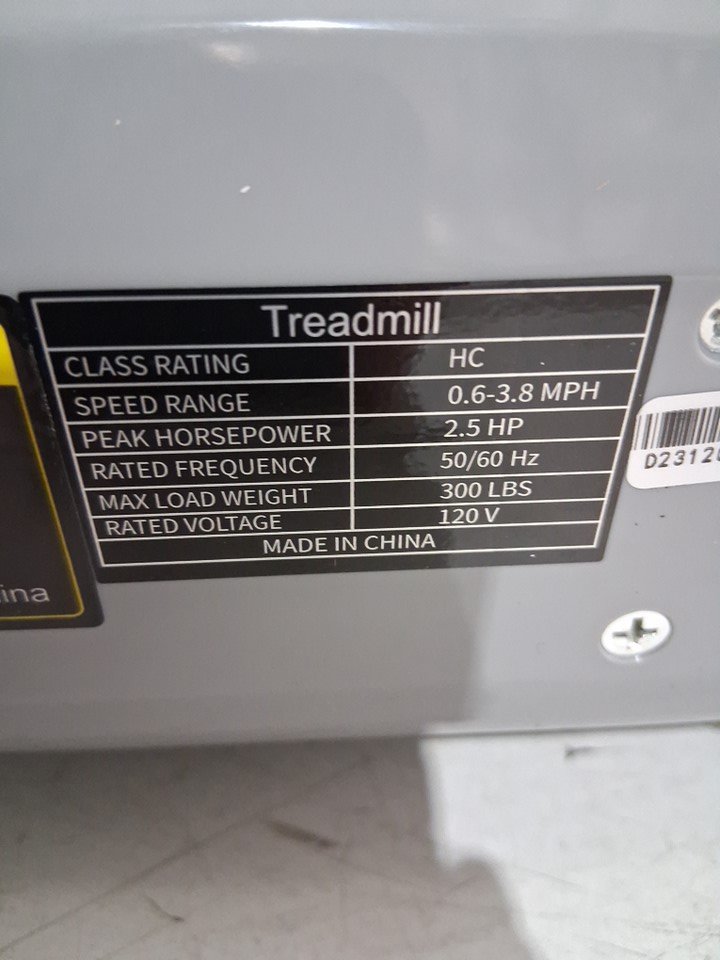 Treadmill
CLASS RATING HC
SPEED RANGE 0.6-3.8 MPH
PEAK HORSEPOWER 2.5 HP
RATED FREQUENCY 50/60 Hz
MAX LOAD WEIGHT 300 LBS
RATED VOLTAGE 120 V
MADE IN CHINA
D2312
ina